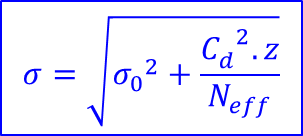 σ = √(σ₀² + (C_d².z)/N_eff)